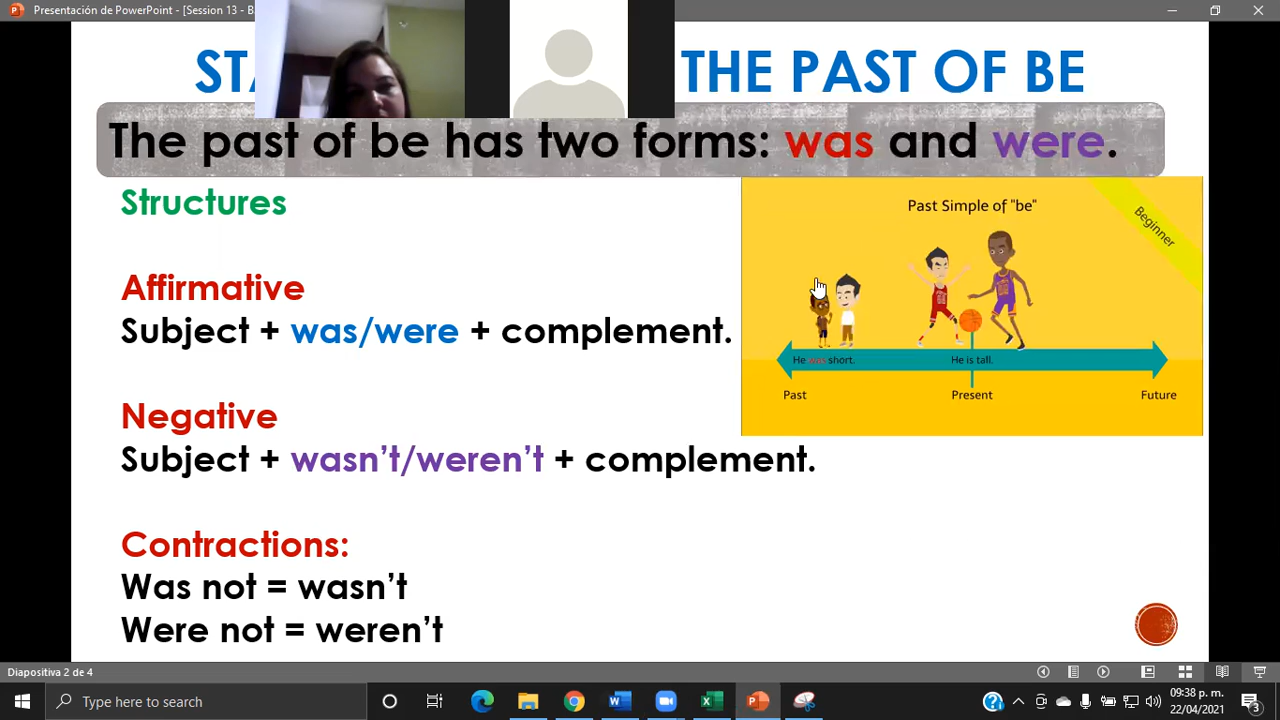 Presentación de PowerPoint - [Session 13 - B
THE PAST OF BE
The past of be has two forms: was and were.
Structures
Affirmative
Subject + was/were + complement.
Negative
Subject + wasn't/weren't + complement.
Contractions:
Was not = wasn't
Were not = weren't
Past Simple of "be"
Beginner
He was short.
He is tall.
Past
Present
Future
Diapositiva 2 de 4
Type here to search
09:38 p. m.
22/04/2021
3